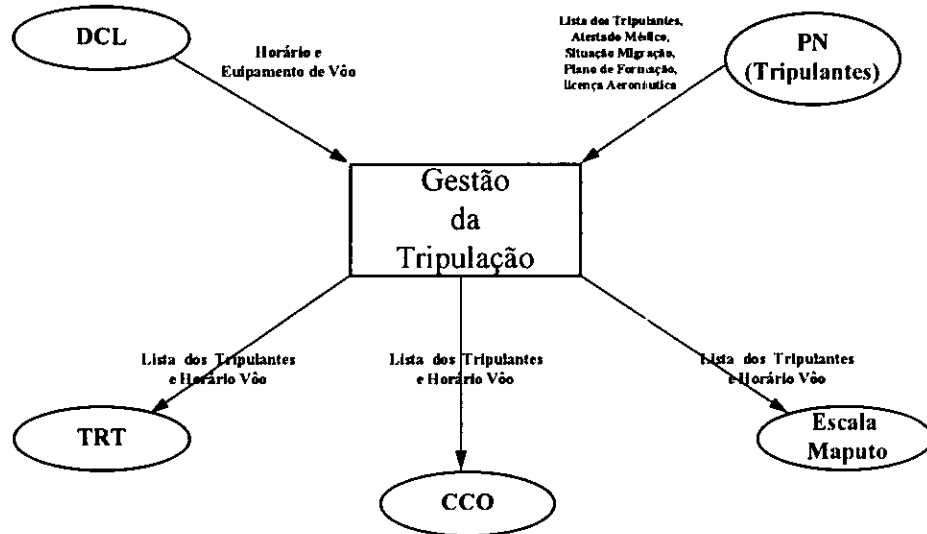 DCL
Horário e
Euipamento de Vôo
Lista dos Tripulantes,
Atestado Médico,
Situação Migração,
Plano de Formação,
licença Aeronáutica
PN
(Tripulantes)
Gestão
da
Tripulação
Lista dos Tripulantes
e Horário Vôo
Lista dos Tripulantes
e Horário Vôo
Lista dos Tripulantes
e Horário Vôo
TRT
CCO
Escala
Maputo